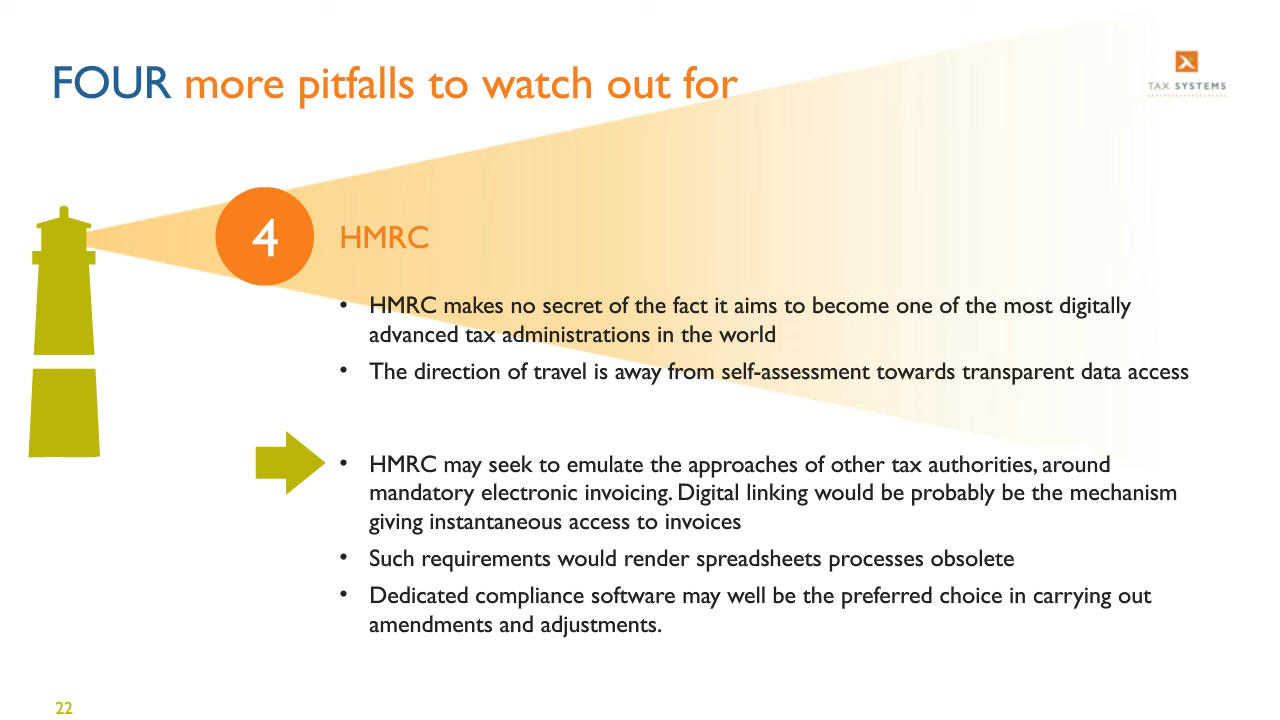 FOUR more pitfalls to watch out for
TAX SYSTEMS
4
HMRC
• HMRC makes no secret of the fact it aims to become one of the most digitally
advanced tax administrations in the world
• The direction of travel is away from self-assessment towards transparent data access
• HMRC may seek to emulate the approaches of other tax authorities, around
mandatory electronic invoicing. Digital linking would be probably be the mechanism
giving instantaneous access to invoices
• Such requirements would render spreadsheets processes obsolete
• Dedicated compliance software may well be the preferred choice in carrying out
amendments and adjustments.
22